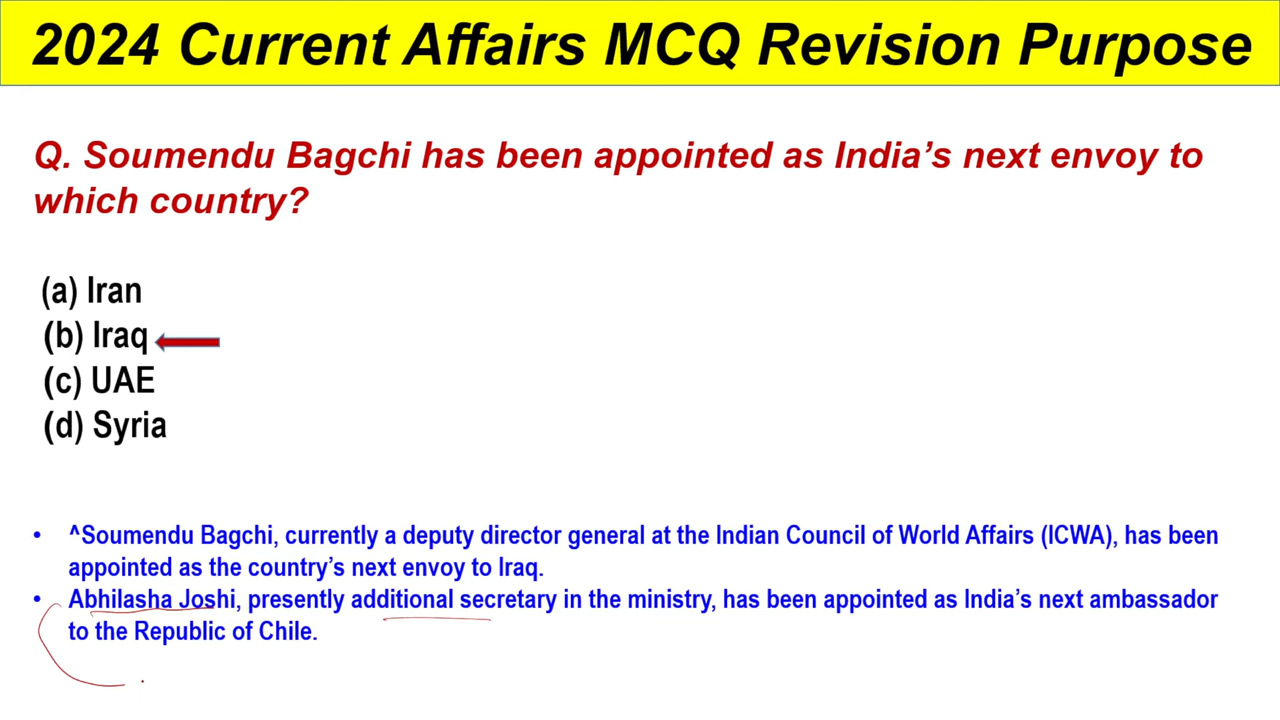 2024 Current Affairs MCQ Revision Purpose
Q. Soumendu Bagchi has been appointed as India’s next envoy to
which country?
(a) Iran
(b) Iraq
(c) UAE
(d) Syria
• ^Soumendu Bagchi, currently a deputy director general at the Indian Council of World Affairs (ICWA), has been
appointed as the country’s next envoy to Iraq.
• Abhilasha Joshi, presently additional secretary in the ministry, has been appointed as India’s next ambassador
to the Republic of Chile.